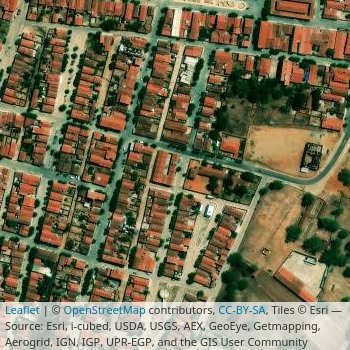 Leaflet | © OpenStreetMap contributors, CC-BY-SA, Tiles © Esri —
Source: Esri, i-cubed, USDA, USGS, AEX, GeoEye, Getmapping,
Aerogrid, IGN, IGP, UPR-EGP, and the GIS User Community